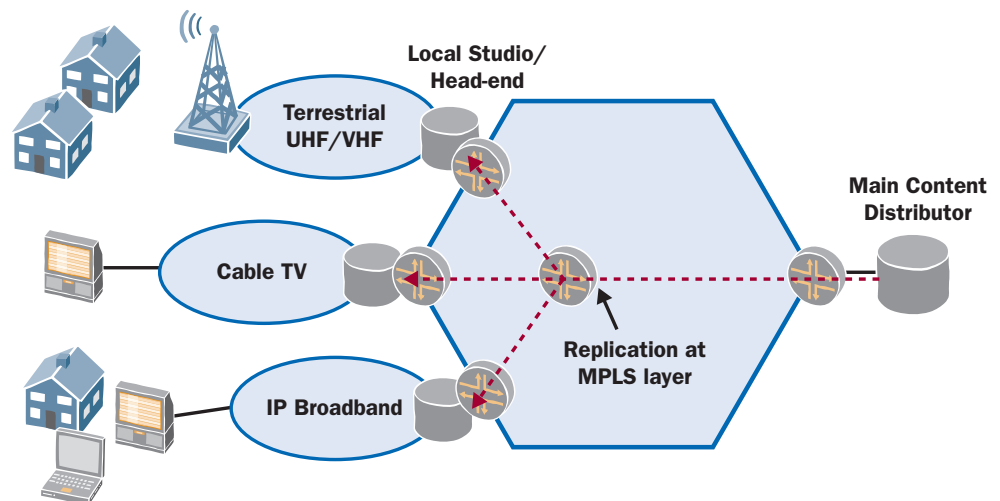 Local Studio/
Head-end
Terrestrial
UHF/VHF
Main Content
Distributor
Cable TV
Replication at
MPLS layer
IP Broadband